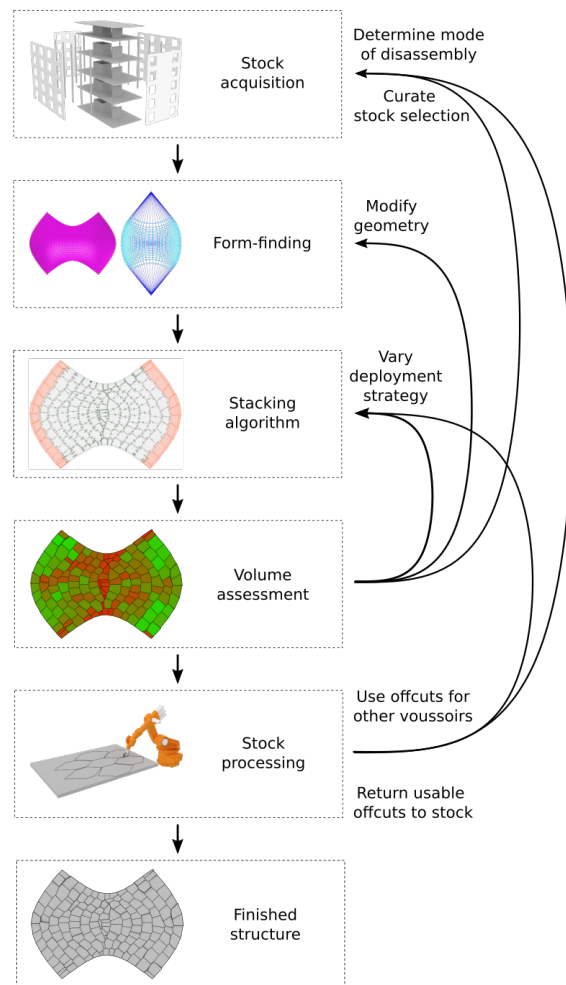 Stock
acquisition
Determine mode
of disassembly
Curate
stock selection
Form-finding
Modify
geometry
Stacking
algorithm
Vary
deployment
strategy
Volume
assessment
Stock
processing
Use offcuts for
other voussoirs
Return usable
offcuts to stock
Finished
structure